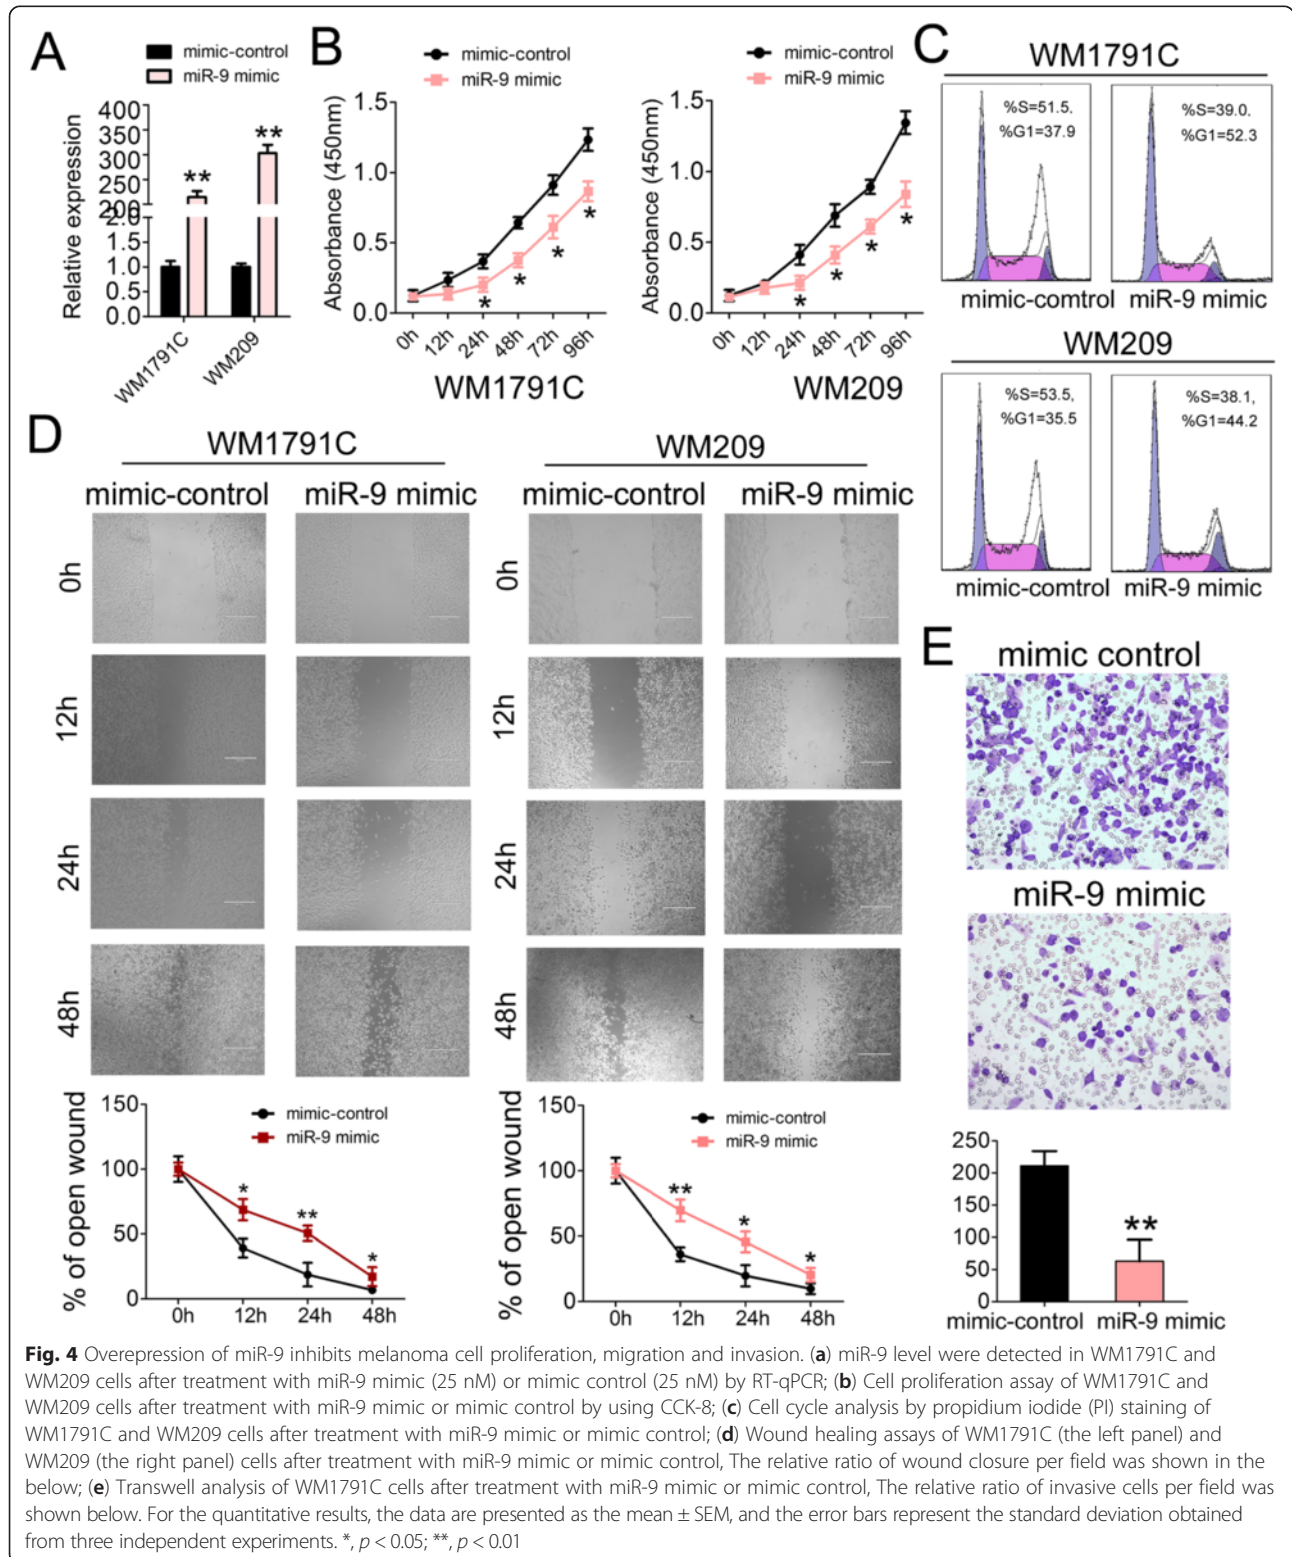 A
mimic-control
miR-9 mimic
Relative expression
400
350
300
250
200
2.0
1.5
1.0
0.5
0.0
**
**
WM1791C
WM209
B
mimic-control
miR-9 mimic
Absorbance (450nm)
1.5
1.0
0.5
0.0
*
*
*
*
0h
12h
24h
48h
72h
96h
WM1791C
mimic-control
miR-9 mimic
Absorbance (450nm)
1.5
1.0
0.5
0.0
*
*
*
*
0h
12h
24h
48h
72h
96h
WM209
C
WM1791C
%S=51.5,
%G1=37.9
%S=39.0,
%G1=52.3
mimic-comtrol
miR-9 mimic
WM209
%S=53.5,
%G1=35.5
%S=38.1,
%G1=44.2
mimic-comtrol
miR-9 mimic
D
WM1791C
WM209
mimic-control
miR-9 mimic
mimic-control
miR-9 mimic
0h
0h
12h
12h
24h
24h
48h
48h
% of open wound
150
100
50
0
mimic-control
miR-9 mimic
*
**
*
0h
12h
24h
48h
% of open wound
150
100
50
0
mimic-control
miR-9 mimic
**
*
*
0h
12h
24h
48h
E
mimic control
miR-9 mimic
250
200
150
100
50
0
**
mimic-control
miR-9 mimic
Fig. 4 Overepression of miR-9 inhibits melanoma cell proliferation, migration and invasion. (a) miR-9 level were detected in WM1791C and
WM209 cells after treatment with miR-9 mimic (25 nM) or mimic control (25 nM) by RT-qPCR; (b) Cell proliferation assay of WM1791C and
WM209 cells after treatment with miR-9 mimic or mimic control by using CCK-8; (c) Cell cycle analysis by propidium iodide (PI) staining of
WM1791C and WM209 cells after treatment with miR-9 mimic or mimic control; (d) Wound healing assays of WM1791C (the left panel) and
WM209 (the right panel) cells after treatment with miR-9 mimic or mimic control, The relative ratio of wound closure per field was shown in the
below; (e) Transwell analysis of WM1791C cells after treatment with miR-9 mimic or mimic control, The relative ratio of invasive cells per field was
shown below. For the quantitative results, the data are presented as the mean ± SEM, and the error bars represent the standard deviation obtained
from three independent experiments. *, p < 0.05; **, p < 0.01